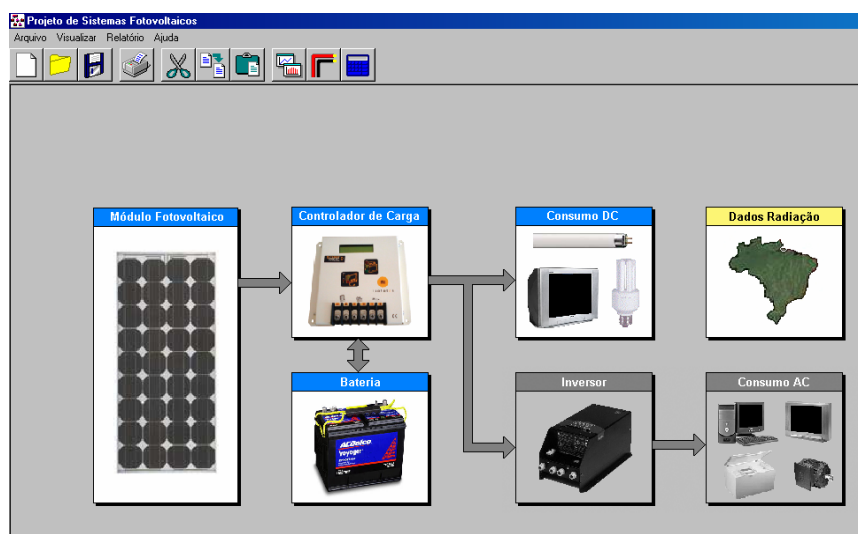 Projeto de Sistemas Fotovoltaicos
Arquivo Visualizar Relatório Ajuda
Módulo Fotovoltaico
Controlador de Carga
Consumo DC
Dados Radiação
Bateria
ACDelco
Voyager
Inversor
Consumo AC